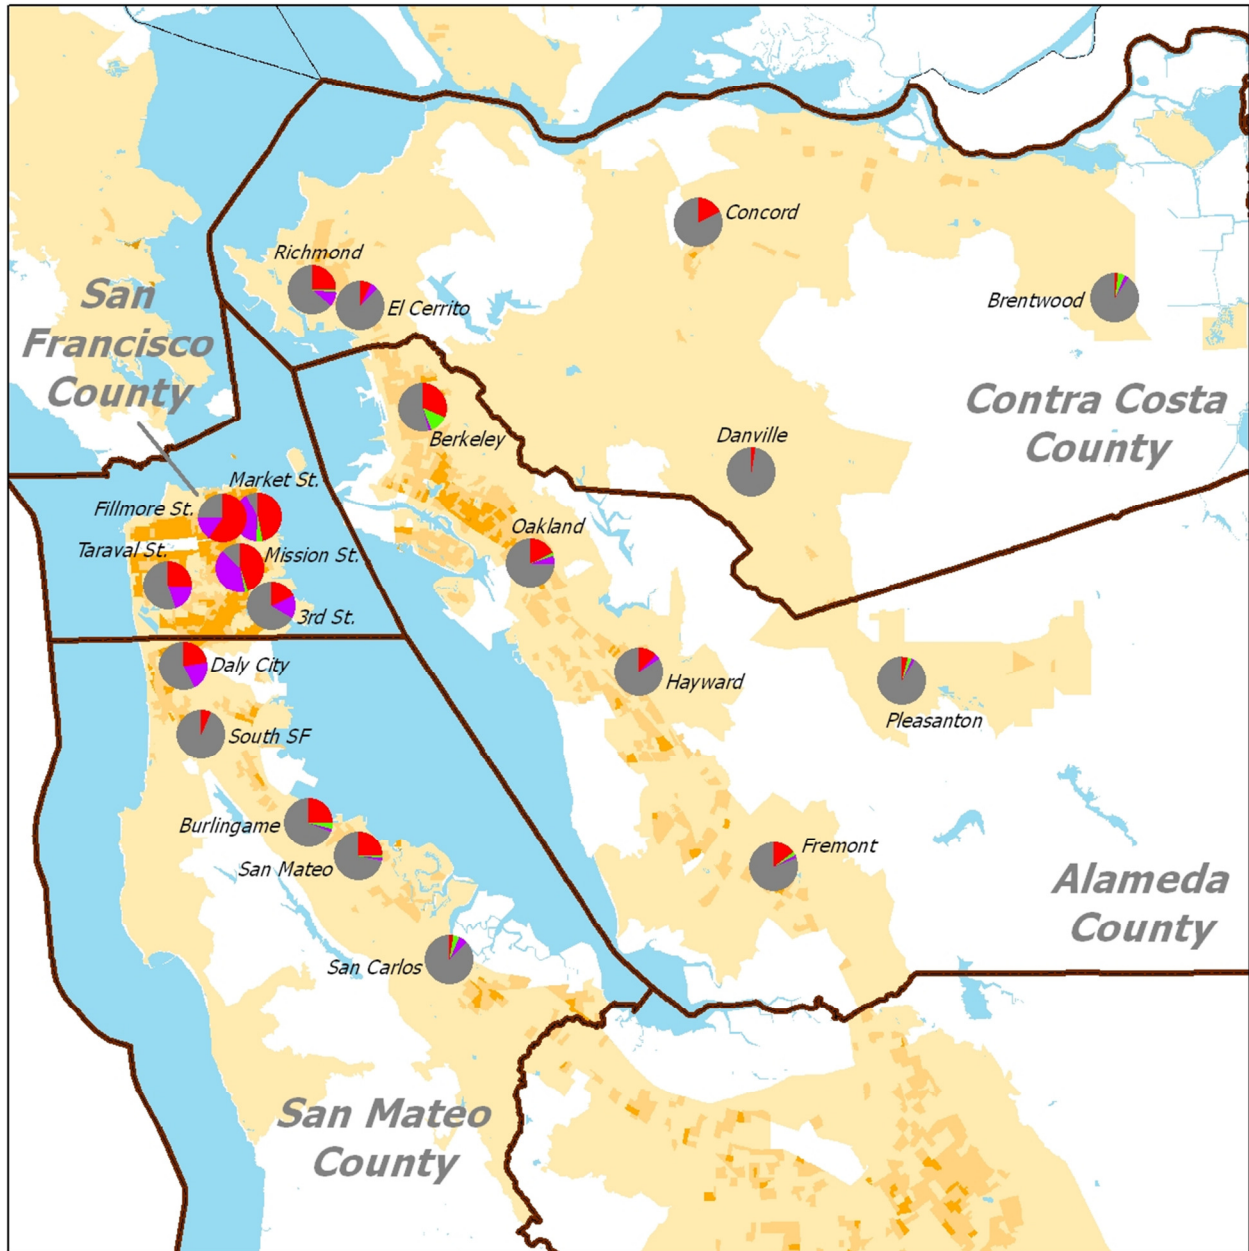 Concord
Richmond
San
Francisco
County
El Cerrito
Brentwood
Contra Costa
County
Berkeley
Danville
Market St.
Fillmore St.
Oakland
Taraval St.
Mission St.
3rd St.
Daly City
Hayward
Pleasanton
South SF
Burlingame
San Mateo
Fremont
Alameda
County
San Carlos
San Mateo
County